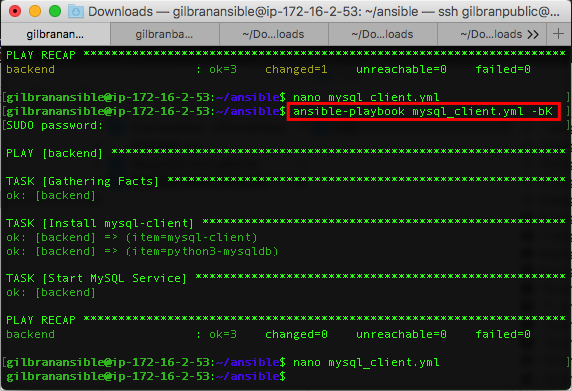 Downloads — gilbranansible@ip-172-16-2-53: ~/ansible — ssh gilbranpublic@...
gilbranan... gilbranba... ~/Do...loads ~/Do...loads ~/Do...loads >> +
PLAY RECAP *********************************************************************
backend : ok=3 changed=1 unreachable=0 failed=0
[gilbranansible@ip-172-16-2-53:~/ansible$ nano mysql_client.yml ]
[gilbranansible@ip-172-16-2-53:~/ansible$ ansible-playbook mysql_client.yml -bK ]
[SUDO password: ]
PLAY [backend] *****************************************************************
TASK [Gathering Facts] *********************************************************
ok: [backend]
TASK [Install mysql-client] ****************************************************
ok: [backend] => (item=mysql-client)
ok: [backend] => (item=python3-mysqldb)
TASK [Start MySQL Service] *****************************************************
ok: [backend]
PLAY RECAP *********************************************************************
backend : ok=3 changed=0 unreachable=0 failed=0
[gilbranansible@ip-172-16-2-53:~/ansible$ nano mysql_client.yml ]
gilbranansible@ip-172-16-2-53:~/ansible$